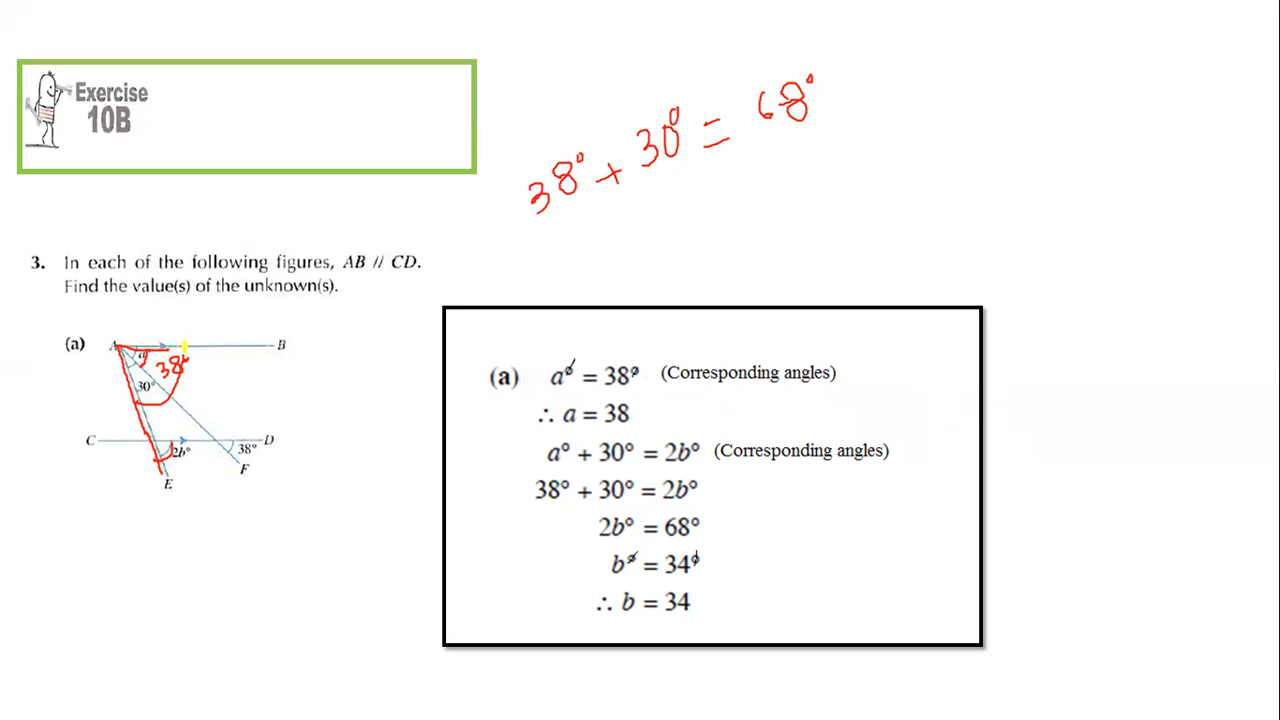 Exercise
10B
38° + 30° = 68°
3. In each of the following figures, AB // CD.
Find the value(s) of the unknown(s).
(a)
A
B
a°
38°
30°
C
D
2b°
38°
F
E
(a) a° = 38° (Corresponding angles)
∴ a = 38
a° + 30° = 2b° (Corresponding angles)
38° + 30° = 2b°
2b° = 68°
b° = 34°
∴ b = 34